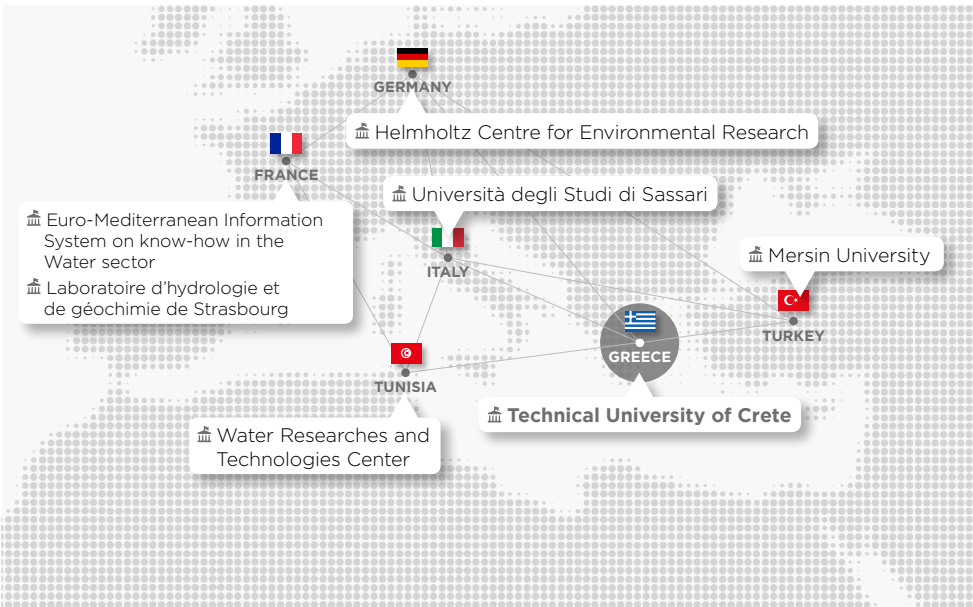 GERMANY
Helmholtz Centre for Environmental Research
FRANCE
Euro-Mediterranean Information
System on know-how in the
Water sector
Laboratoire d’hydrologie et
de géochimie de Strasbourg
Università degli Studi di Sassari
ITALY
Mersin University
TURKEY
GREECE
Technical University of Crete
TUNISIA
Water Researches and
Technologies Center